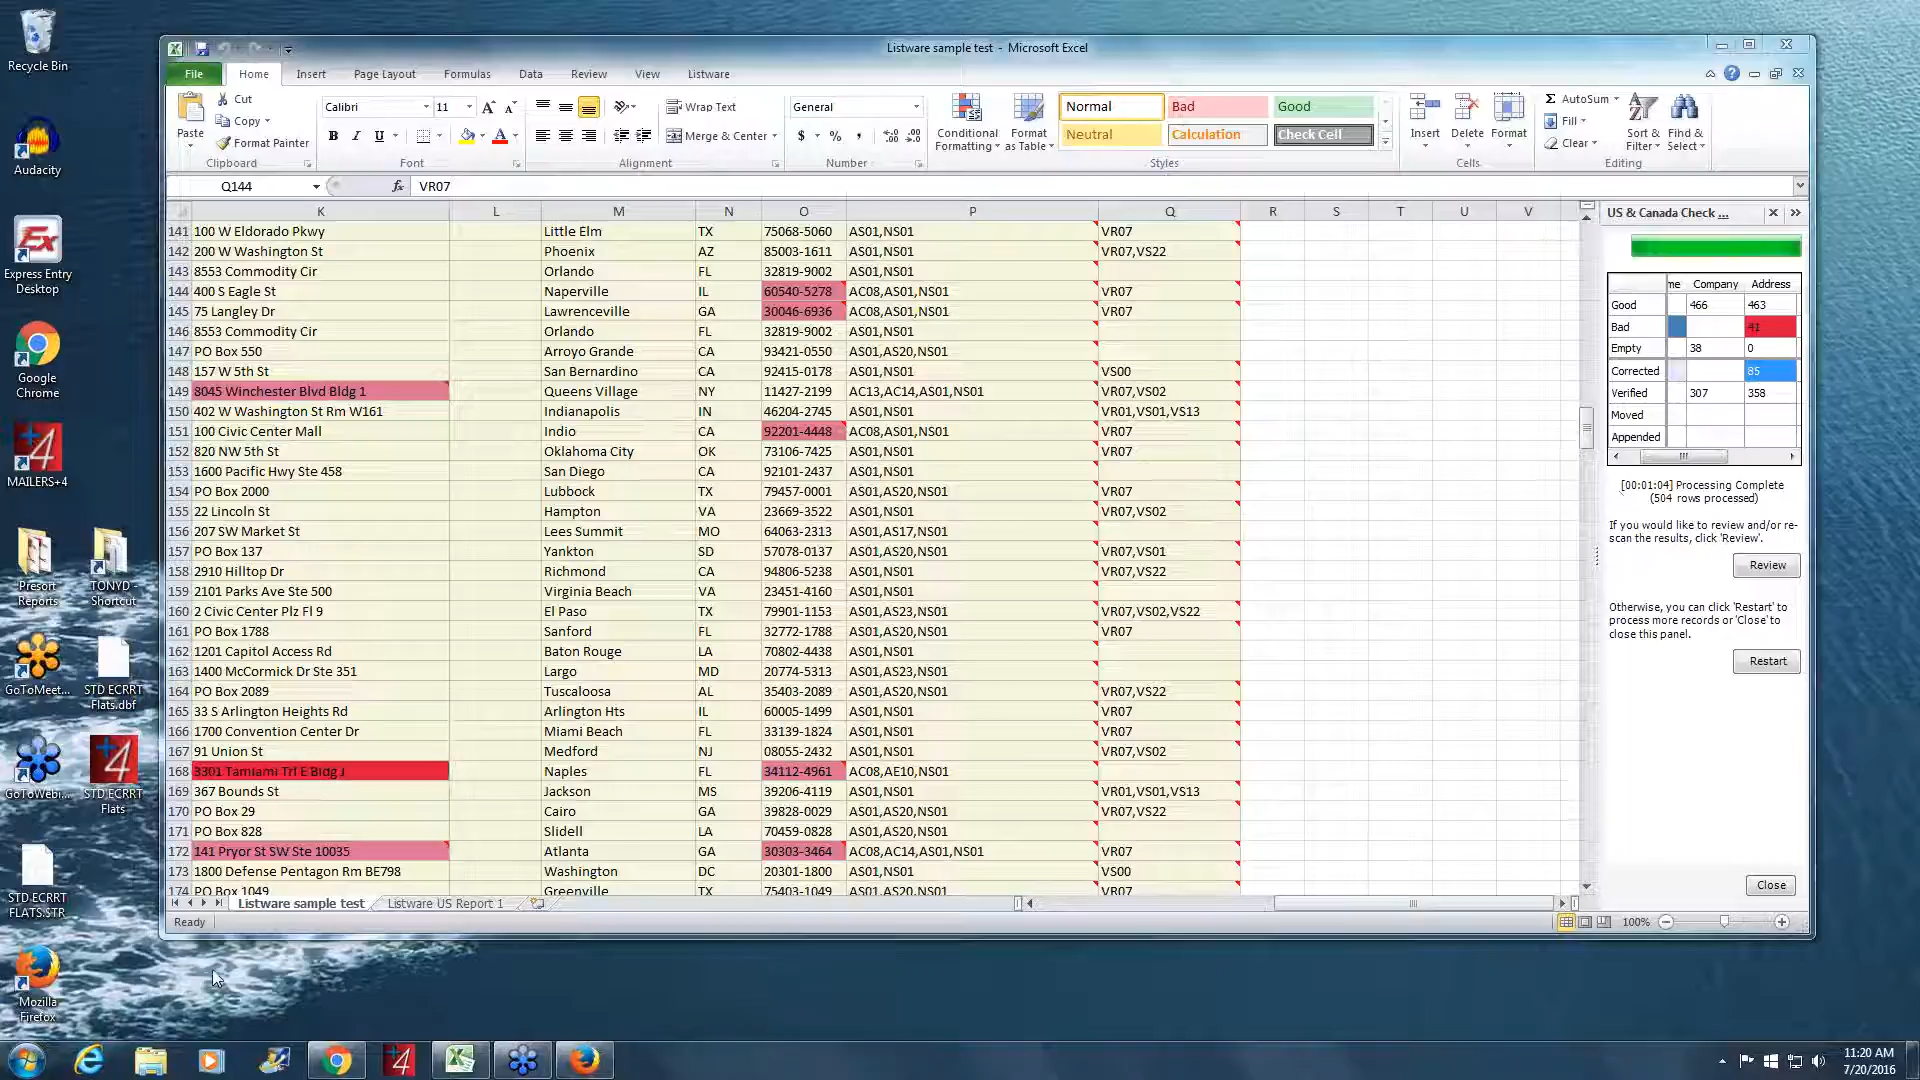 Recycle Bin
Audacity
Express Entry
Desktop
Google
Chrome
MAILERS+4
Presort
Reports
TONYD -
Shortcut
GoToMeet...
STD ECRRT
Flats.dbf
GoToWebi...
STD ECRRT
Flats
STD ECRRT
FLATS.STR
Mozilla
Firefox
Listware sample test - Microsoft Excel
File Home Insert Page Layout Formulas Data Review View Listware
Paste
Cut
Copy
Format Painter
Clipboard
Calibri 11
B I U
Font
Wrap Text
Merge & Center
Alignment
General
$ % ,
Number
Conditional
Formatting
Format
as Table
Normal Bad Good
Neutral Calculation Check Cell
Styles
Insert Delete Format
Cells
AutoSum
Fill
Clear
Sort &
Filter
Find &
Select
Editing
Q144 fx VR07
K L M N O P Q R S T U V
141 100 W Eldorado Pkwy Little Elm TX 75068-5060 AS01,NS01 VR07
142 200 W Washington St Phoenix AZ 85003-1611 AS01,NS01 VR07,VS22
143 8553 Commodity Cir Orlando FL 32819-9002 AS01,NS01
144 400 S Eagle St Naperville IL 60540-5278 AC08,AS01,NS01 VR07
145 75 Langley Dr Lawrenceville GA 30046-6936 AC08,AS01,NS01 VR07
146 8553 Commodity Cir Orlando FL 32819-9002 AS01,NS01
147 PO Box 550 Arroyo Grande CA 93421-0550 AS01,AS20,NS01
148 157 W 5th St San Bernardino CA 92415-0178 AS01,NS01 VS00
149 8045 Winchester Blvd Bldg 1 Queens Village NY 11427-2199 AC13,AC14,AS01,NS01 VR07,VS02
150 402 W Washington St Rm W161 Indianapolis IN 46204-2745 AS01,NS01 VR01,VS01,VS13
151 100 Civic Center Mall Indio CA 92201-4448 AC08,AS01,NS01 VR07
152 820 NW 5th St Oklahoma City OK 73106-7425 AS01,NS01 VR07
153 1600 Pacific Hwy Ste 458 San Diego CA 92101-2437 AS01,NS01
154 PO Box 2000 Lubbock TX 79457-0001 AS01,AS20,NS01 VR07
155 22 Lincoln St Hampton VA 23669-3522 AS01,NS01 VR07,VS02
156 207 SW Market St Lees Summit MO 64063-2313 AS01,AS17,NS01
157 PO Box 137 Yankton SD 57078-0137 AS01,AS20,NS01 VR07,VS01
158 2910 Hilltop Dr Richmond CA 94806-5238 AS01,NS01 VR07,VS22
159 2101 Parks Ave Ste 500 Virginia Beach VA 23451-4160 AS01,NS01
160 2 Civic Center Plz Fl 9 El Paso TX 79901-1153 AS01,AS23,NS01 VR07,VS02,VS22
161 PO Box 1788 Sanford FL 32772-1788 AS01,AS20,NS01 VR07
162 1201 Capitol Access Rd Baton Rouge LA 70802-4438 AS01,NS01
163 1400 McCormick Dr Ste 351 Largo MD 20774-5313 AS01,AS23,NS01
164 PO Box 2089 Tuscaloosa AL 35403-2089 AS01,AS20,NS01 VR07,VS22
165 33 S Arlington Heights Rd Arlington Hts IL 60005-1499 AS01,NS01 VR07
166 1700 Convention Center Dr Miami Beach FL 33139-1824 AS01,NS01 VR07
167 91 Union St Medford NJ 08055-2432 AS01,NS01 VR07,VS02
168 3301 Tamiami Trl E Bldg J Naples FL 34112-4961 AC08,AE10,NS01
169 367 Bounds St Jackson MS 39206-4119 AS01,NS01 VR01,VS01,VS13
170 PO Box 29 Cairo GA 39828-0029 AS01,AS20,NS01 VR07,VS22
171 PO Box 828 Slidell LA 70459-0828 AS01,AS20,NS01
172 141 Pryor St SW Ste 10035 Atlanta GA 30303-3464 AC08,AC14,AS01,NS01 VR07
173 1800 Defense Pentagon Rm BE798 Washington DC 20301-1800 AS01,NS01 VS00
174 PO Box 1049 Greenville TX 75403-1049 AS01,AS20,NS01 VR07
Listware sample test Listware US Report 1
Ready 100%
US & Canada Check ...
me Company Address
Good 466 463
Bad 41
Empty 38 0
Corrected 85
Verified 307 358
Moved
Appended
[00:01:04] Processing Complete
(504 rows processed)
If you would like to review and/or re-
scan the results, click 'Review'.
Review
Otherwise, you can click 'Restart' to
process more records or 'Close' to
close this panel.
Restart
Close
11:20 AM
7/20/2016